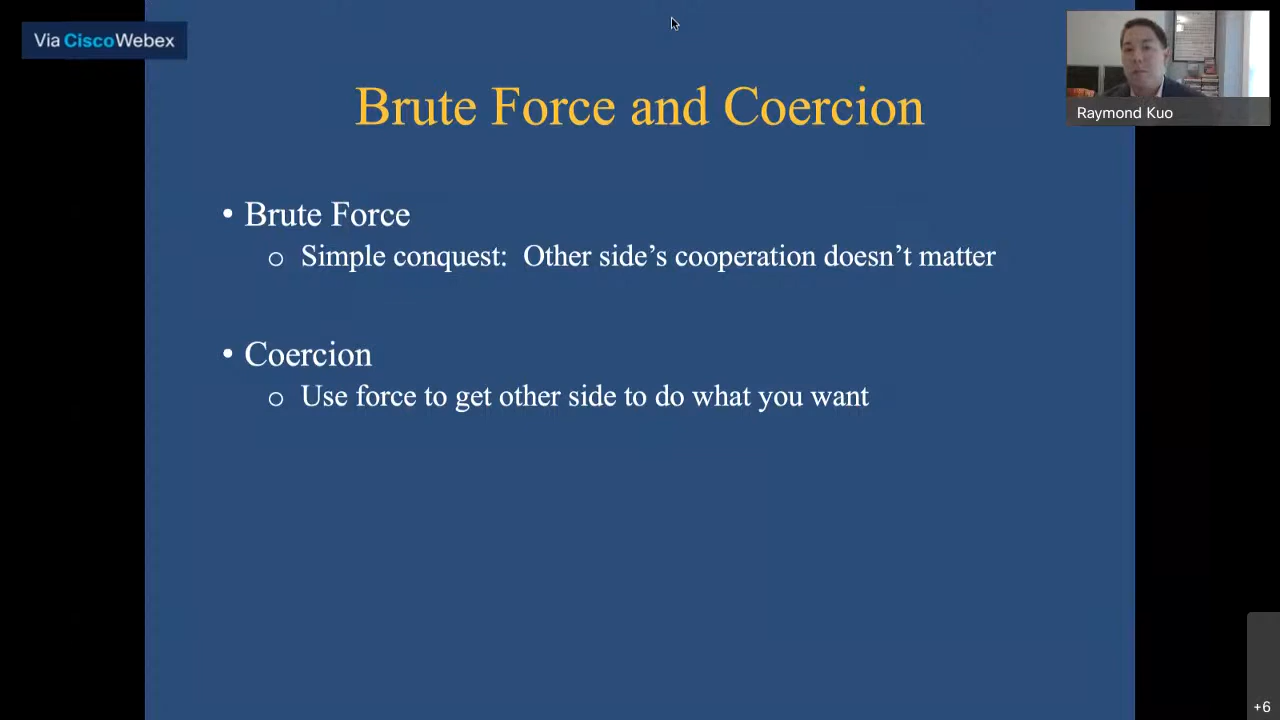 Via CiscoWebex
Raymond Kuo
Brute Force and Coercion
• Brute Force
o Simple conquest: Other side's cooperation doesn't matter
• Coercion
o Use force to get other side to do what you want
+6